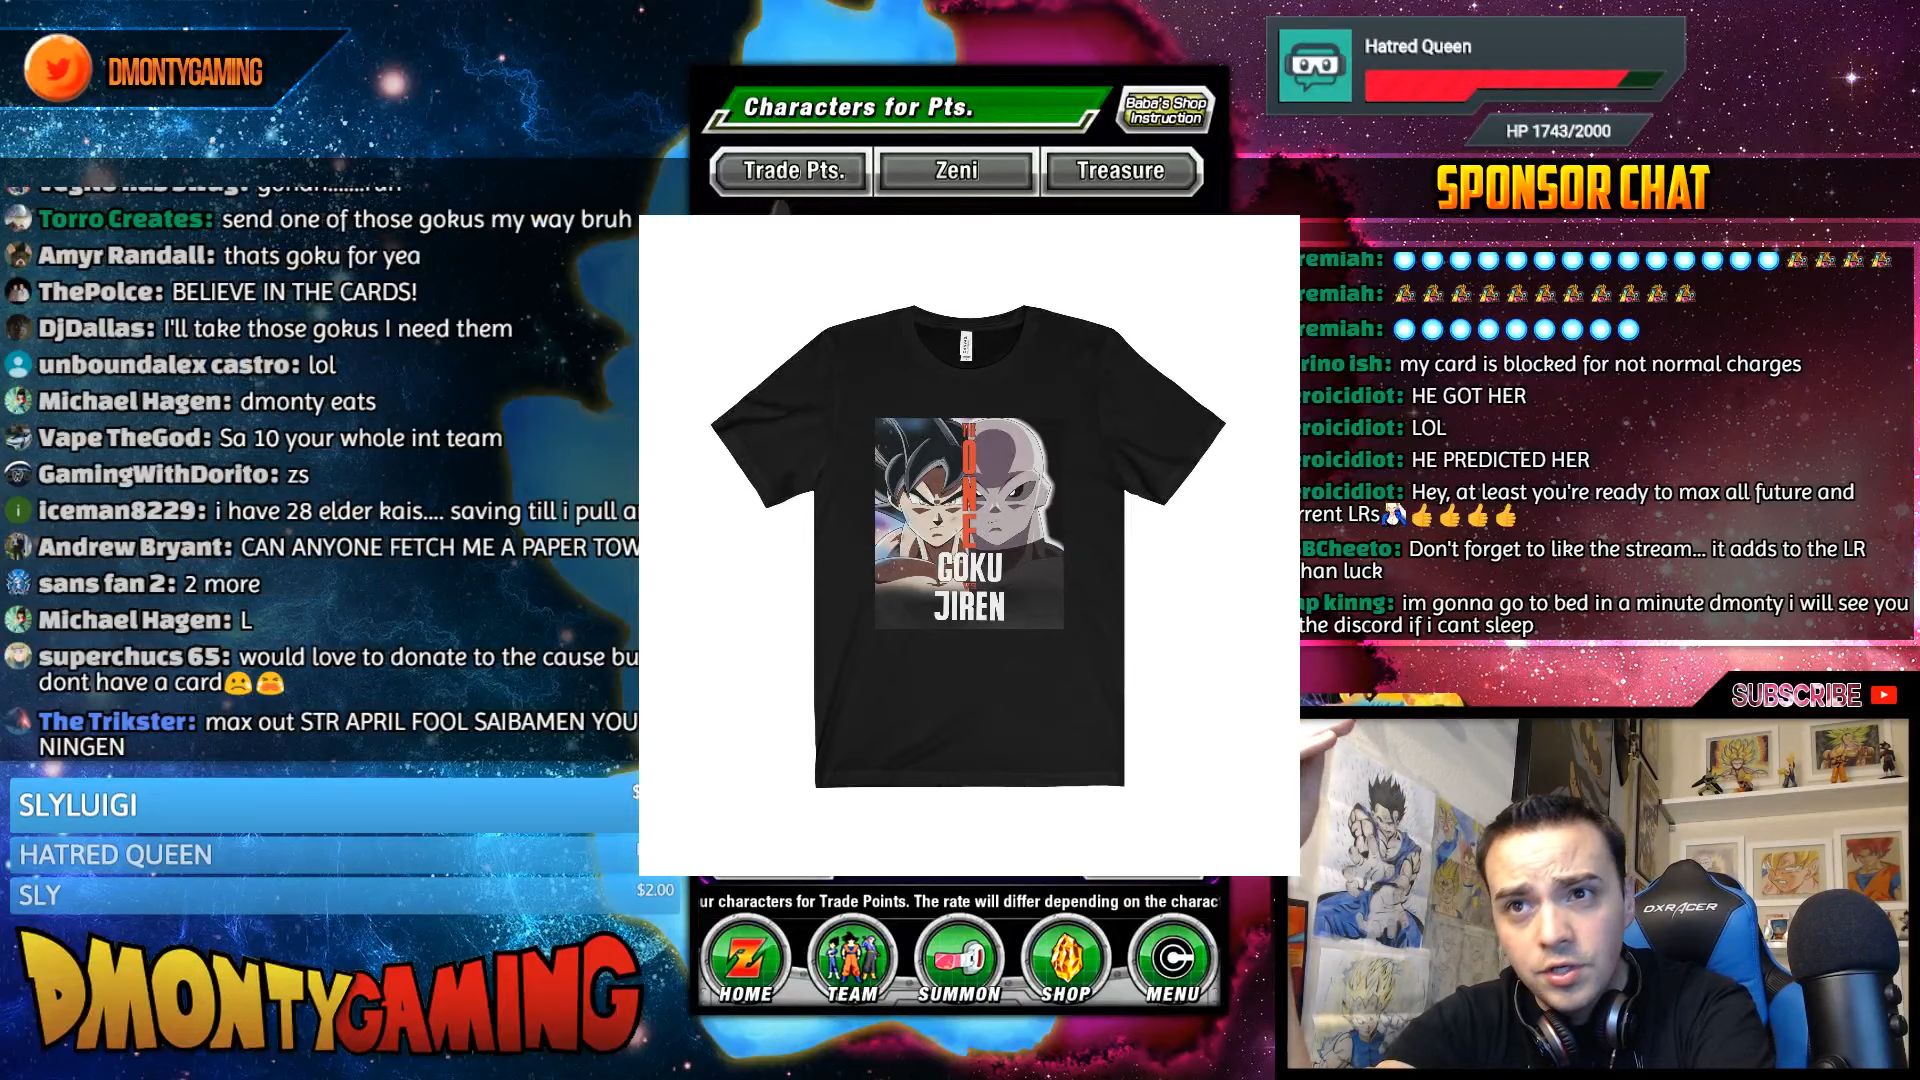 DMONTYGAMING
Torro Creates: send one of those gokus my way bruh
Amyr Randall: thats goku for yea
ThePolce: BELIEVE IN THE CARDS!
DjDallas: I'll take those gokus I need them
unboundalex castro: lol
Michael Hagen: dmonty eats
Vape TheGod: Sa 10 your whole int team
GamingWithDorito: zs
iceman8229: i have 28 elder kais.... saving till i pull
Andrew Bryant: CAN ANYONE FETCH ME A PAPER TOW
sans fan 2: 2 more
Michael Hagen: L
superchucs 65: would love to donate to the cause bu
dont have a card
The Trikster: max out STR APRIL FOOL SAIBAMEN YOU
NINGEN
SLYLUIGI
HATRED QUEEN
SLY $2.00
DMONTYGAMING
Characters for Pts.
Baba's Shop
Instruction
Trade Pts. Zeni Treasure
THE
ONE
GOKU
JIREN
ur characters for Trade Points. The rate will differ depending on the charac
HOME TEAM SUMMON SHOP MENU
Hatred Queen
HP 1743/2000
SPONSOR CHAT
remiah:
remiah:
remiah:
rino ish: my card is blocked for not normal charges
eroicidiot: HE GOT HER
eroicidiot: LOL
eroicidiot: HE PREDICTED HER
eroicidiot: Hey, at least you're ready to max all future and
rrent LRs
BCheeto: Don't forget to like the stream... it adds to the LR
han luck
ap kinng: im gonna go to bed in a minute dmonty i will see you
the discord if i cant sleep
SUBSCRIBE
DXRACER